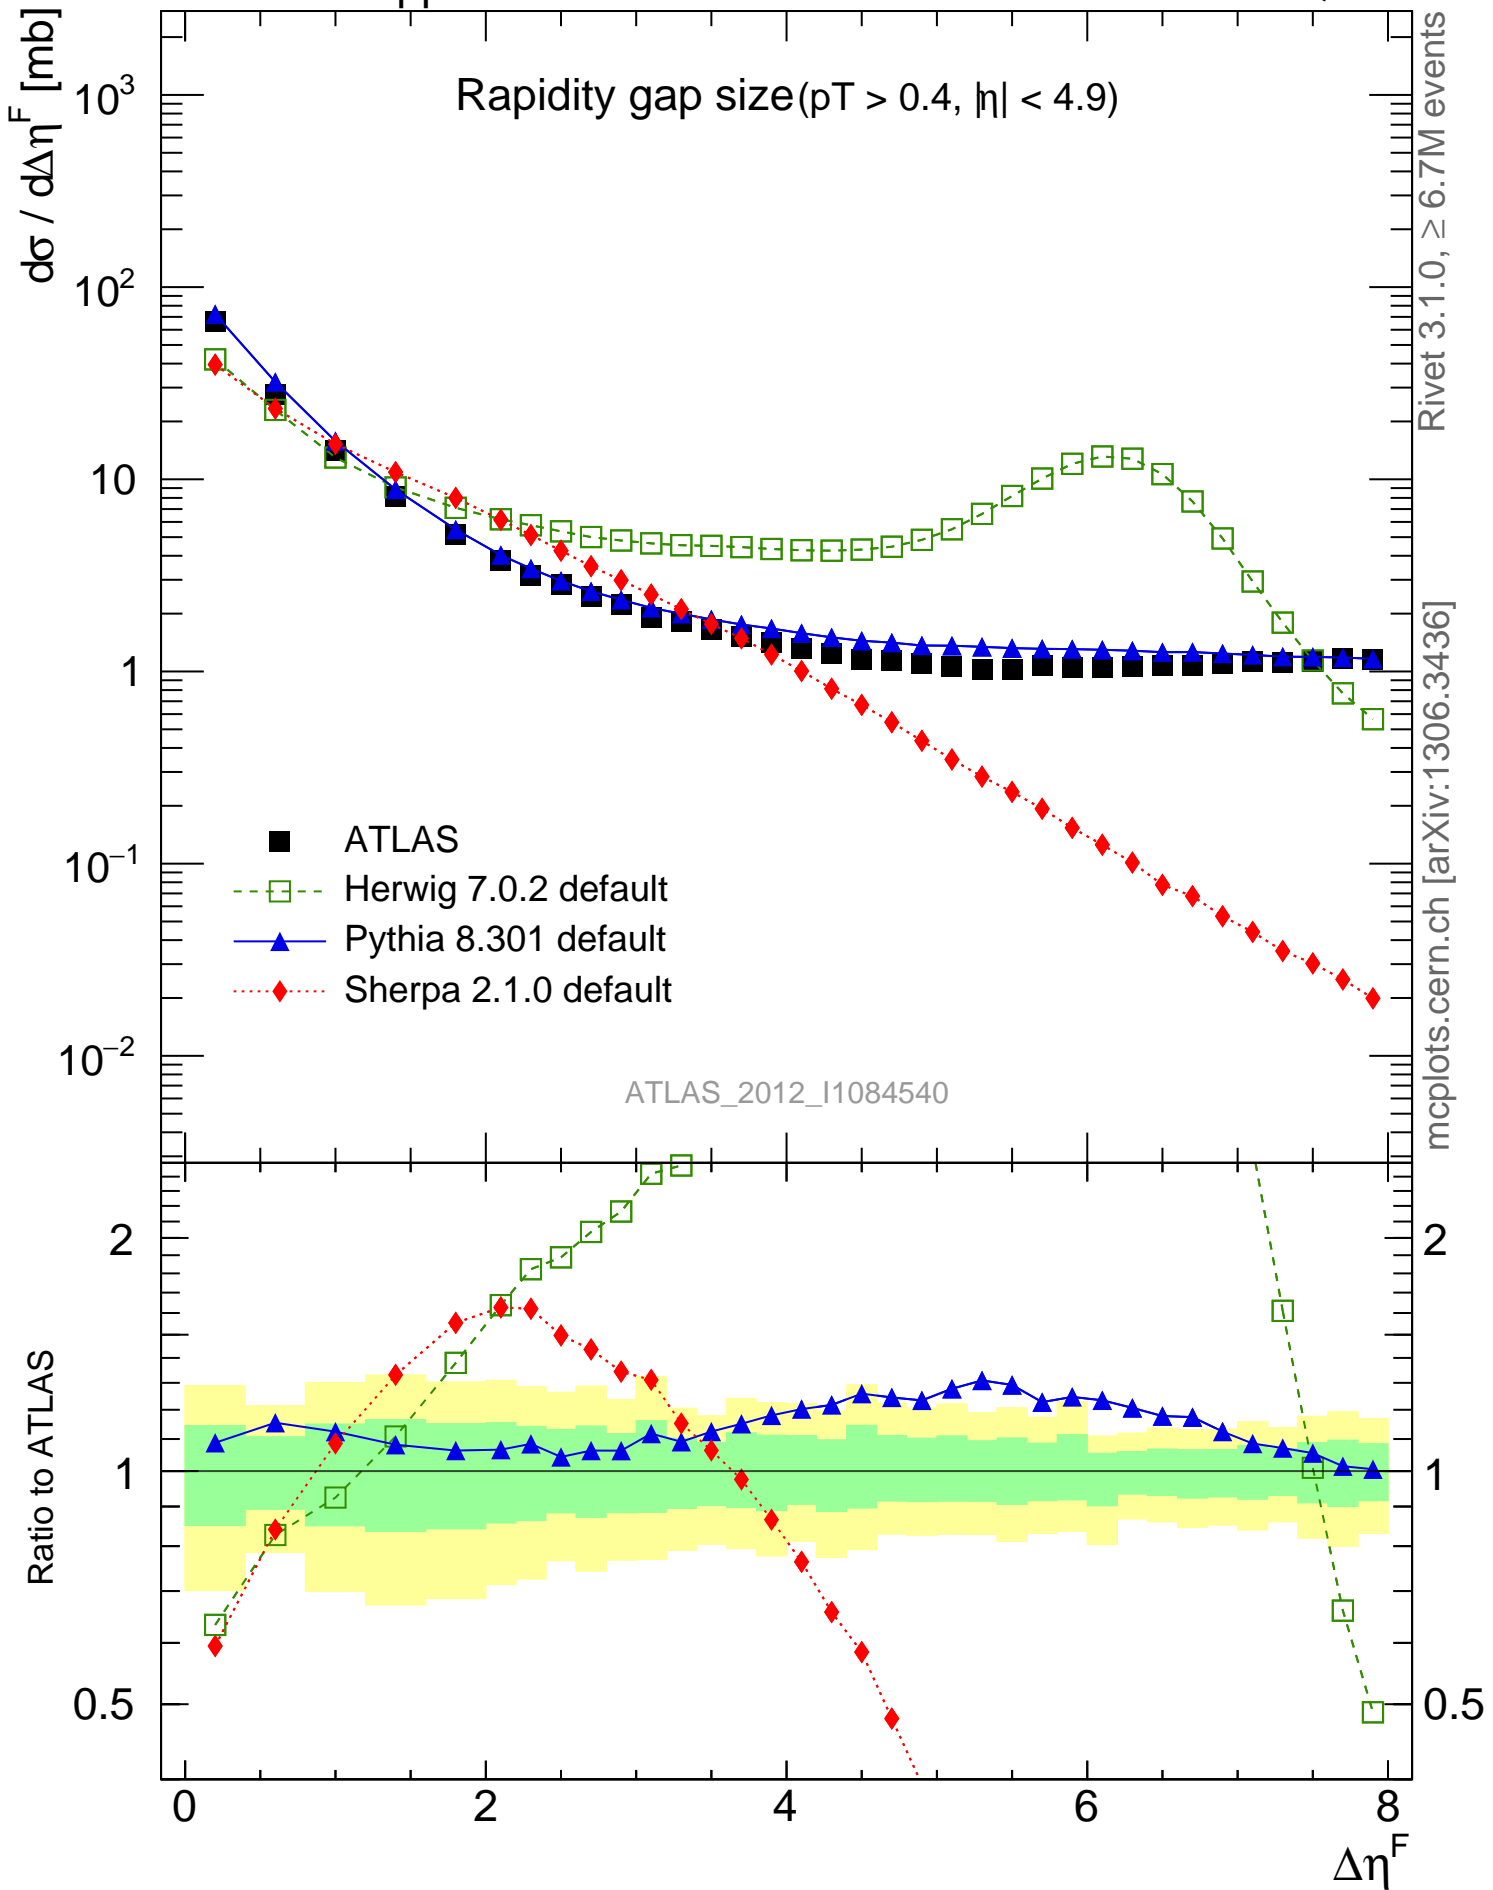 dσ / dΔη^F [mb]
Rapidity gap size(pT > 0.4, |η| < 4.9)
10^3
10^2
10
1
10^−1
10^−2
ATLAS
Herwig 7.0.2 default
Pythia 8.301 default
Sherpa 2.1.0 default
ATLAS_2012_I1084540
Rivet 3.1.0, ≥ 6.7M events
mcplots.cern.ch [arXiv:1306.3436]
Ratio to ATLAS
2
1
0.5
2
1
0.5
0 2 4 6 8
Δη^F